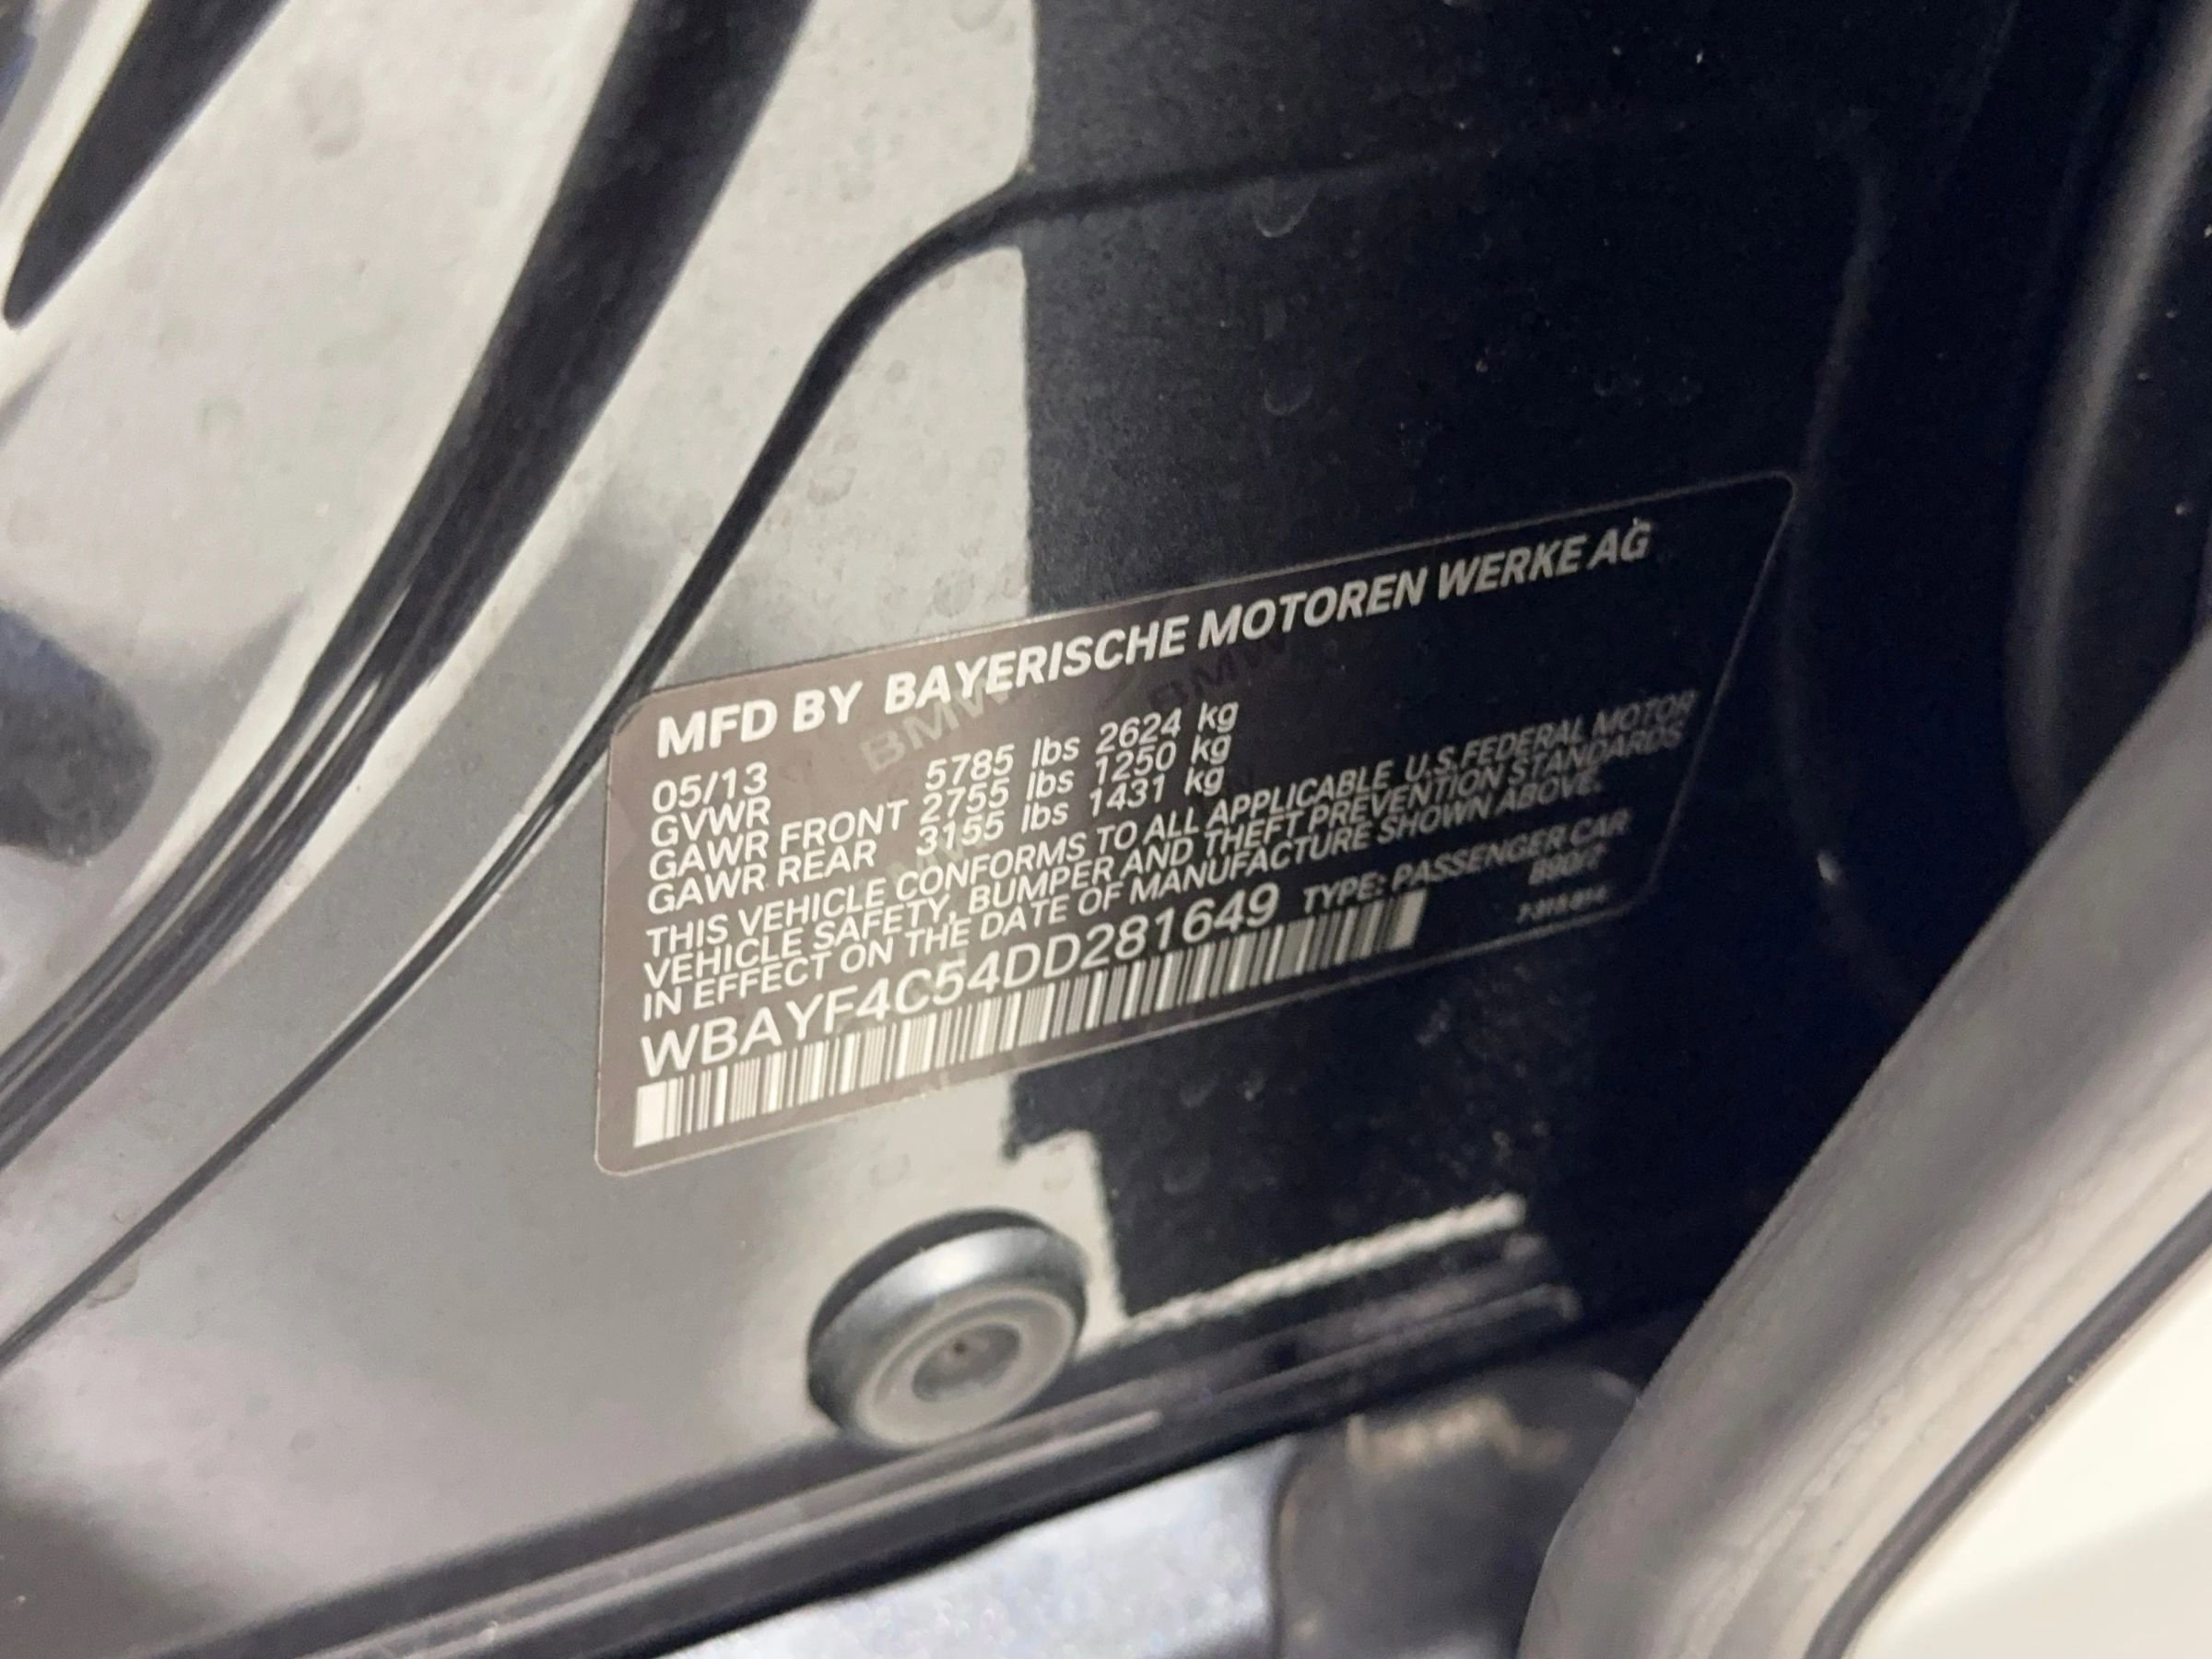 MFD BY BAYERISCHE MOTOREN WERKE AG
05/13
GVWR 5785 lbs 2624 kg
GAWR FRONT 2755 lbs 1250 kg
GAWR REAR 3155 lbs 1431 kg
THIS VEHICLE CONFORMS TO ALL APPLICABLE U.S.FEDERAL MOTOR
VEHICLE SAFETY, BUMPER AND THEFT PREVENTION STANDARDS
IN EFFECT ON THE DATE OF MANUFACTURE SHOWN ABOVE.
WBAYF4C54DD281649 TYPE: PASSENGER CAR